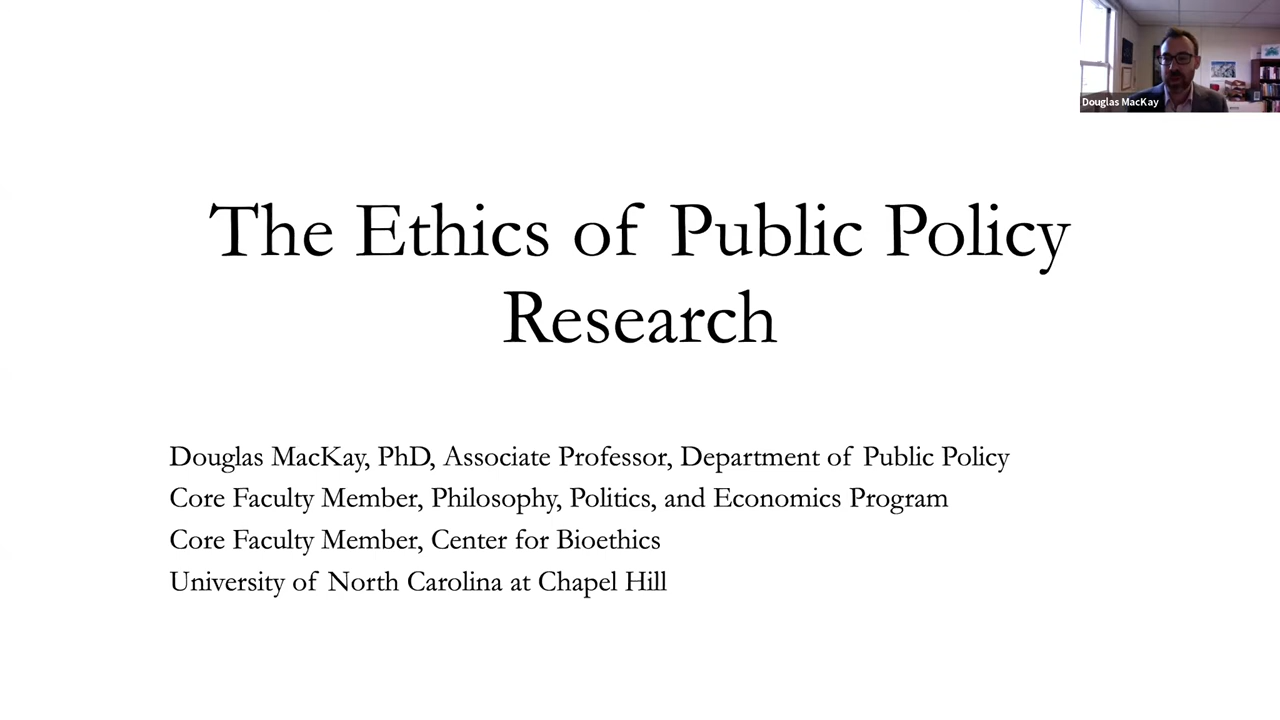 Douglas MacKay
The Ethics of Public Policy
Research
Douglas MacKay, PhD, Associate Professor, Department of Public Policy
Core Faculty Member, Philosophy, Politics, and Economics Program
Core Faculty Member, Center for Bioethics
University of North Carolina at Chapel Hill